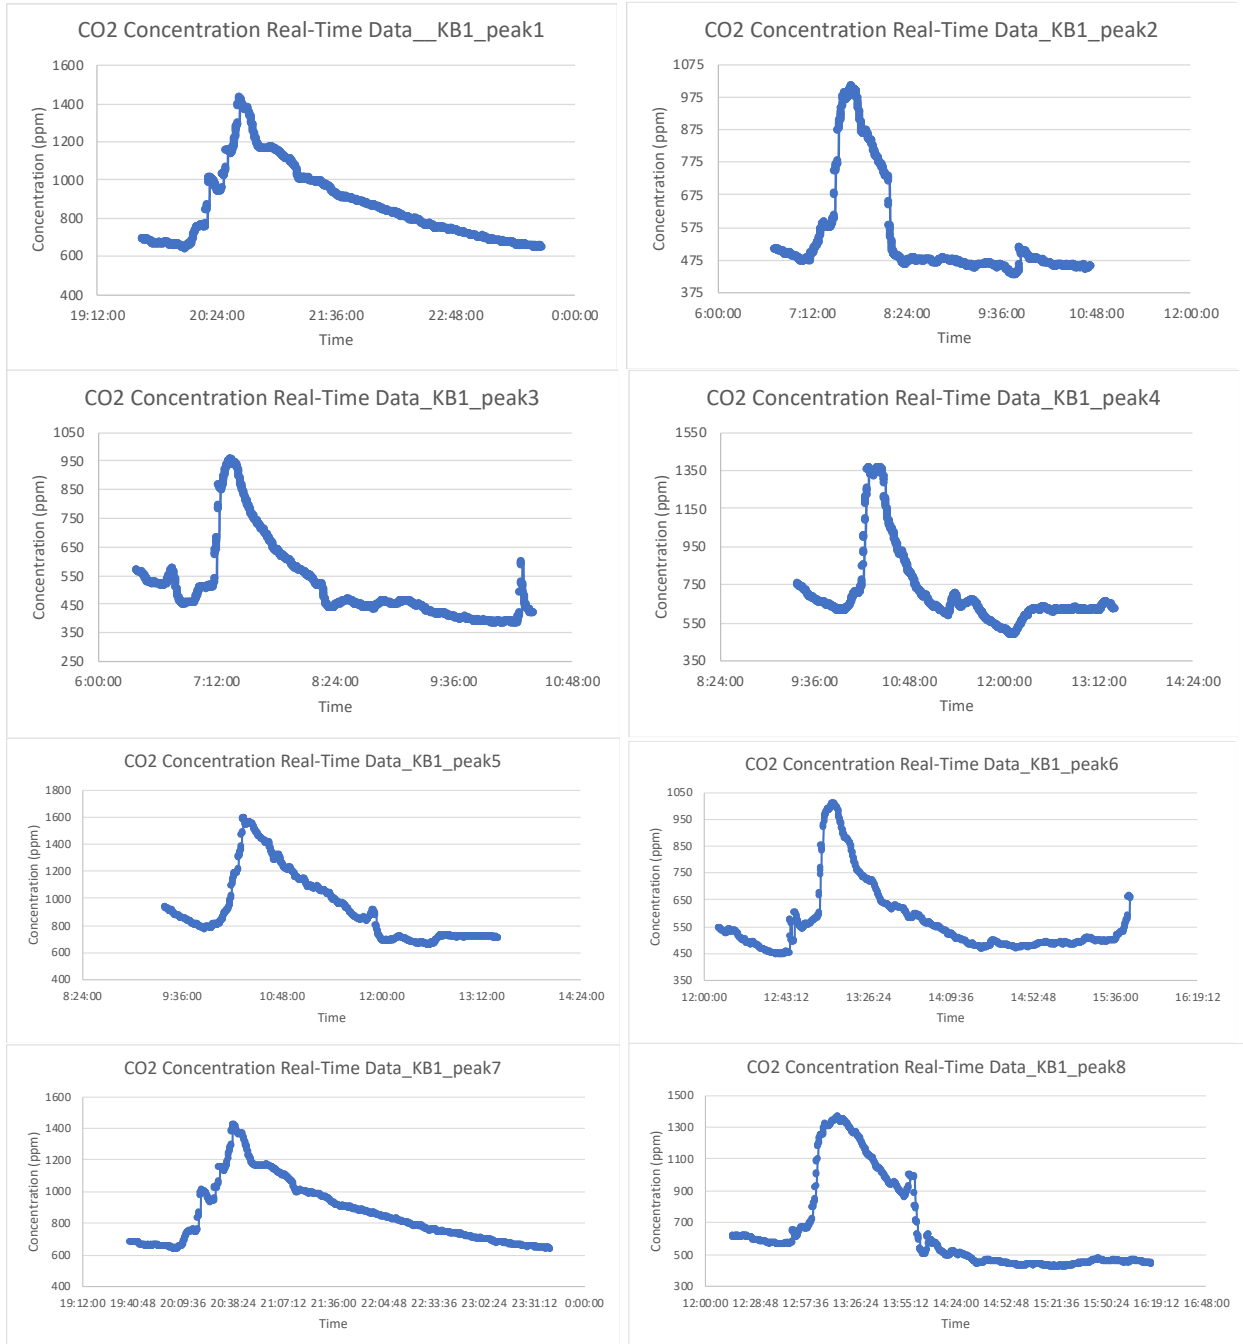 CO2 Concentration Real-Time Data__KB1_peak1
1600
1400
1200
1000
800
600
400
Concentration (ppm)
19:12:00 20:24:00 21:36:00 22:48:00 0:00:00
Time
CO2 Concentration Real-Time Data_KB1_peak2
1075
975
875
775
675
575
475
375
Concentration (ppm)
6:00:00 7:12:00 8:24:00 9:36:00 10:48:00 12:00:00
Time
CO2 Concentration Real-Time Data_KB1_peak3
1050
950
850
750
650
550
450
350
250
Concentration (ppm)
6:00:00 7:12:00 8:24:00 9:36:00 10:48:00
Time
CO2 Concentration Real-Time Data_KB1_peak4
1550
1350
1150
950
750
550
350
Concentration (ppm)
8:24:00 9:36:00 10:48:00 12:00:00 13:12:00 14:24:00
Time
CO2 Concentration Real-Time Data_KB1_peak5
1800
1600
1400
1200
1000
800
600
400
Concentration (ppm)
8:24:00 9:36:00 10:48:00 12:00:00 13:12:00 14:24:00
Time
CO2 Concentration Real-Time Data_KB1_peak6
1050
950
850
750
650
550
450
350
Concentration (ppm)
12:00:00 12:43:12 13:26:24 14:09:36 14:52:48 15:36:00 16:19:12
Time
CO2 Concentration Real-Time Data_KB1_peak7
1600
1400
1200
1000
800
600
400
Concentration (ppm)
19:12:00 19:40:48 20:09:36 20:38:24 21:07:12 21:36:00 22:04:48 22:33:36 23:02:24 23:31:12 0:00:00
Time
CO2 Concentration Real-Time Data_KB1_peak8
1500
1300
1100
900
700
500
300
Concentration (ppm)
12:00:00 12:28:48 12:57:36 13:26:24 13:55:12 14:24:00 14:52:48 15:21:36 15:50:24 16:19:12 16:48:00
Time